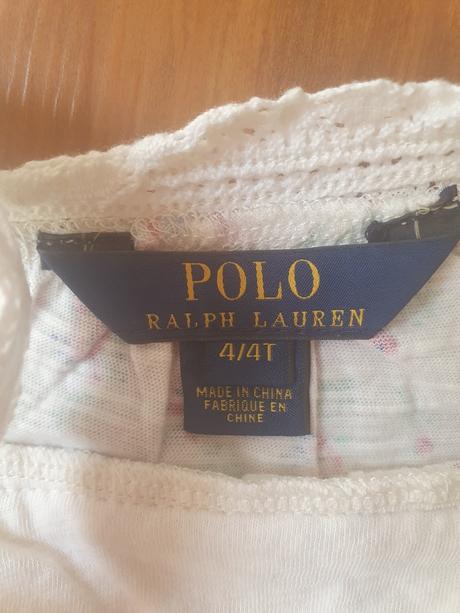 POLO
RALPH LAUREN
4/4T
MADE IN CHINA
FABRIQUE EN
CHINE